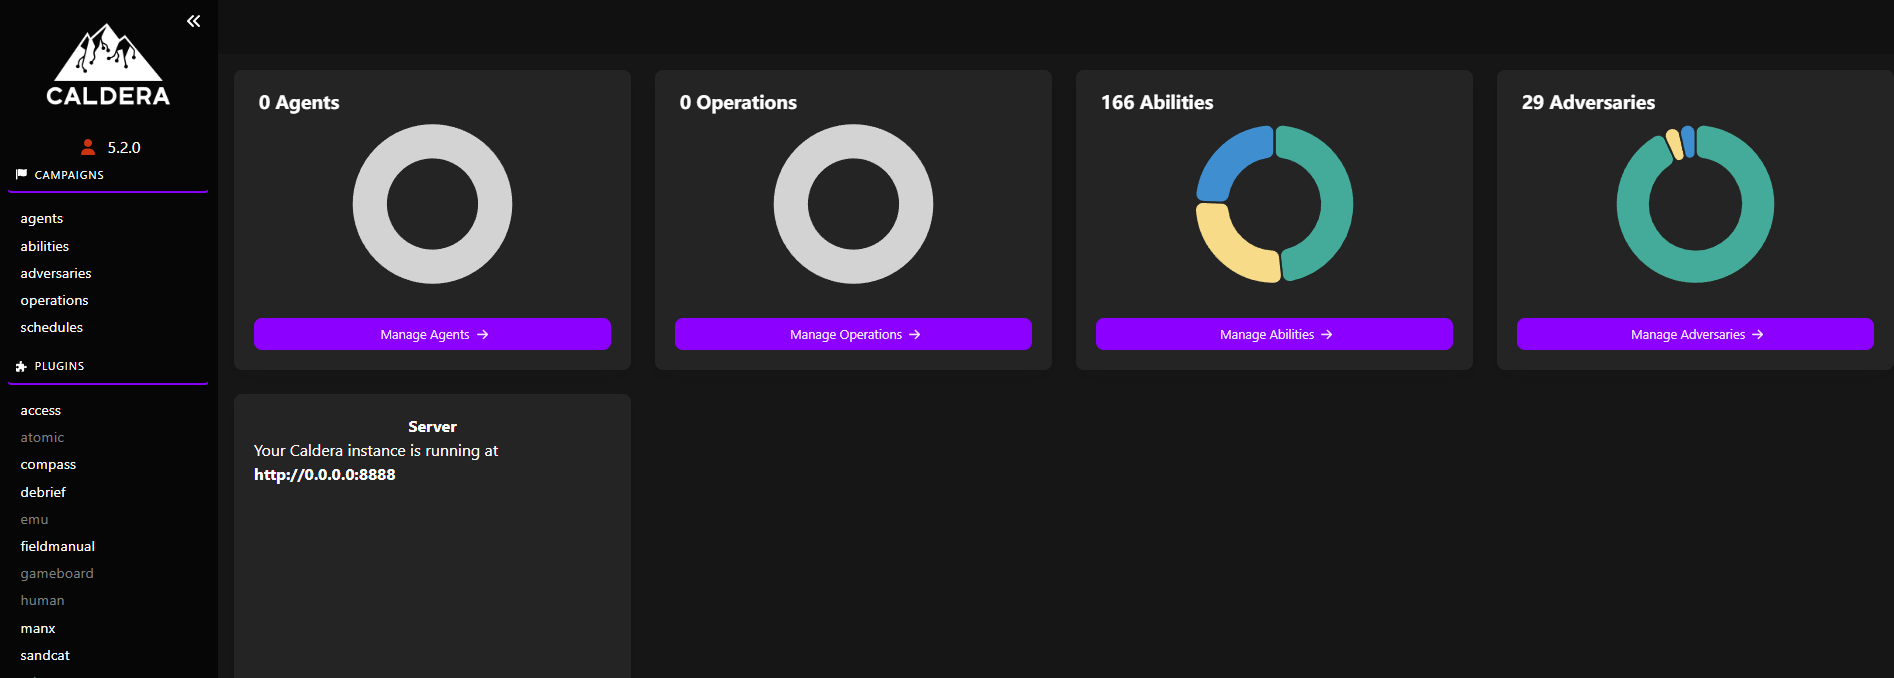 CALDERA
5.2.0
CAMPAIGNS
agents
abilities
adversaries
operations
schedules
PLUGINS
access
atomic
compass
debrief
emu
fieldmanual
gameboard
human
manx
sandcat
0 Agents
Manage Agents →
0 Operations
Manage Operations →
166 Abilities
Manage Abilities →
29 Adversaries
Manage Adversaries →
Server
Your Caldera instance is running at
http://0.0.0.0:8888